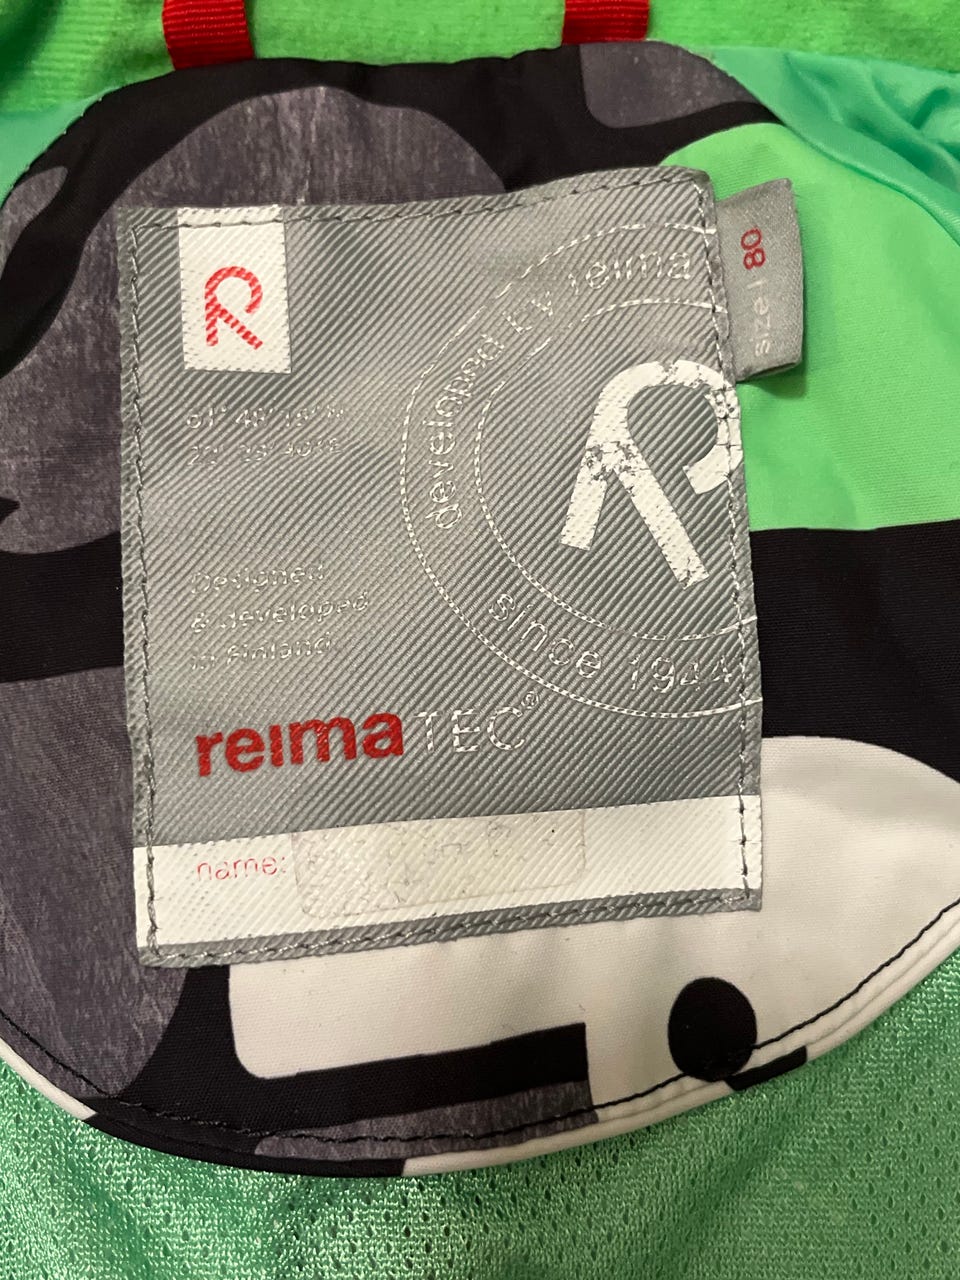 developed by reima
since 1944
size | 80
Designed
& developed
in Finland
reimaTEC®
name: